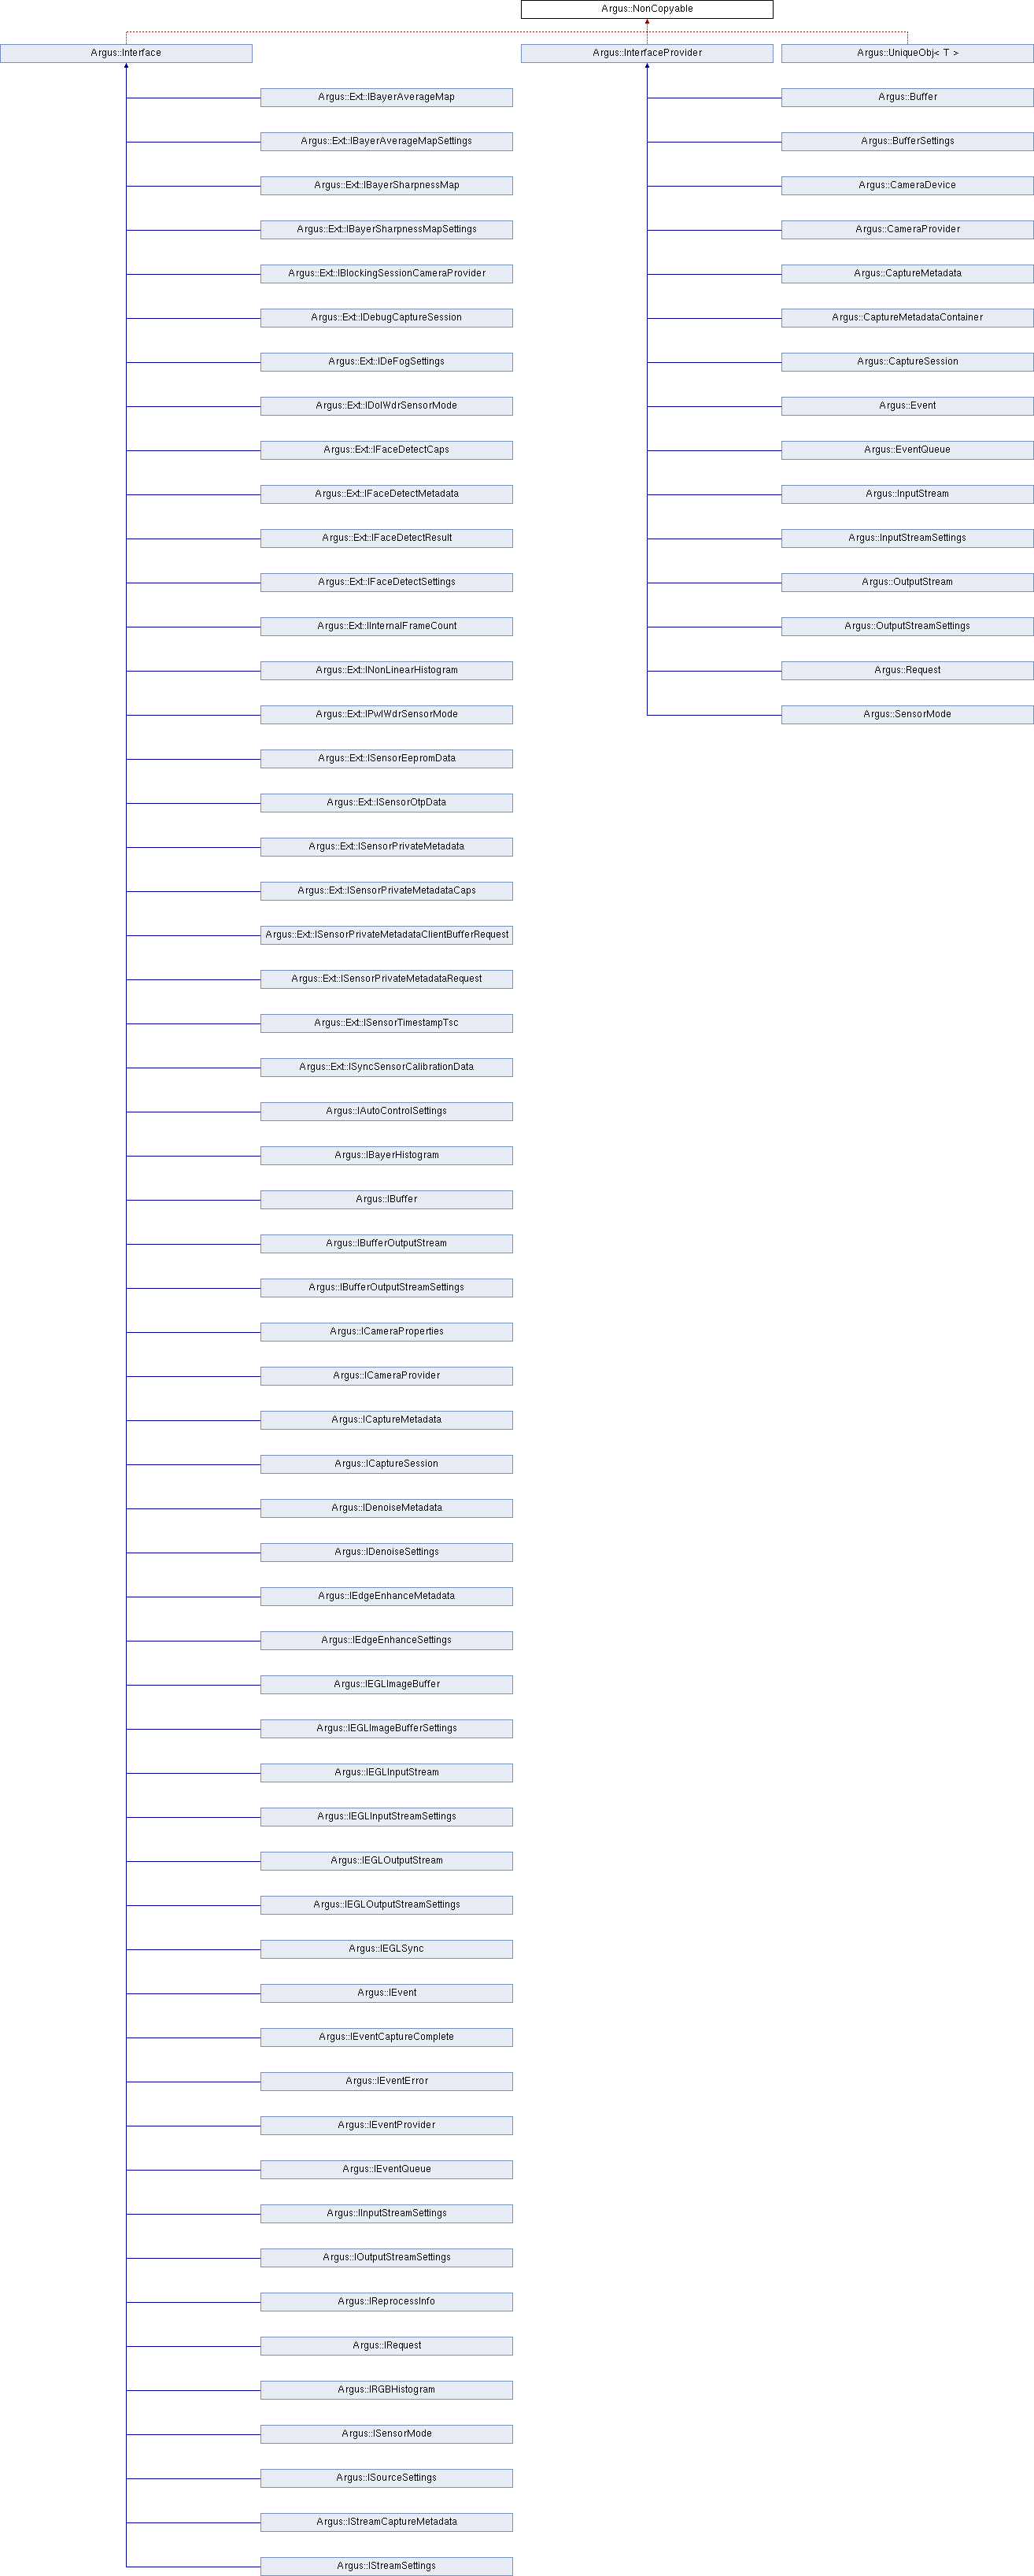 Argus::NonCopyable
Argus::Interface
Argus::InterfaceProvider
Argus::UniqueObj< T >
Argus::Ext::IBayerAverageMap
Argus::Buffer
Argus::Ext::IBayerAverageMapSettings
Argus::BufferSettings
Argus::Ext::IBayerSharpnessMap
Argus::CameraDevice
Argus::Ext::IBayerSharpnessMapSettings
Argus::CameraProvider
Argus::Ext::IBlockingSessionCameraProvider
Argus::CaptureMetadata
Argus::Ext::IDebugCaptureSession
Argus::CaptureMetadataContainer
Argus::Ext::IDeFogSettings
Argus::CaptureSession
Argus::Ext::IDolWdrSensorMode
Argus::Event
Argus::Ext::IFaceDetectCaps
Argus::EventQueue
Argus::Ext::IFaceDetectMetadata
Argus::InputStream
Argus::Ext::IFaceDetectResult
Argus::InputStreamSettings
Argus::Ext::IFaceDetectSettings
Argus::OutputStream
Argus::Ext::IInternalFrameCount
Argus::OutputStreamSettings
Argus::Ext::INonLinearHistogram
Argus::Request
Argus::Ext::IPwlWdrSensorMode
Argus::SensorMode
Argus::Ext::ISensorEepromData
Argus::Ext::ISensorOtpData
Argus::Ext::ISensorPrivateMetadata
Argus::Ext::ISensorPrivateMetadataCaps
Argus::Ext::ISensorPrivateMetadataClientBufferRequest
Argus::Ext::ISensorPrivateMetadataRequest
Argus::Ext::ISensorTimestampTsc
Argus::Ext::ISyncSensorCalibrationData
Argus::IAutoControlSettings
Argus::IBayerHistogram
Argus::IBuffer
Argus::IBufferOutputStream
Argus::IBufferOutputStreamSettings
Argus::ICameraProperties
Argus::ICameraProvider
Argus::ICaptureMetadata
Argus::ICaptureSession
Argus::IDenoiseMetadata
Argus::IDenoiseSettings
Argus::IEdgeEnhanceMetadata
Argus::IEdgeEnhanceSettings
Argus::IEGLImageBuffer
Argus::IEGLImageBufferSettings
Argus::IEGLInputStream
Argus::IEGLInputStreamSettings
Argus::IEGLOutputStream
Argus::IEGLOutputStreamSettings
Argus::IEGLSync
Argus::IEvent
Argus::IEventCaptureComplete
Argus::IEventError
Argus::IEventProvider
Argus::IEventQueue
Argus::IInputStreamSettings
Argus::IOutputStreamSettings
Argus::IReprocessInfo
Argus::IRequest
Argus::IRGBHistogram
Argus::ISensorMode
Argus::ISourceSettings
Argus::IStreamCaptureMetadata
Argus::IStreamSettings